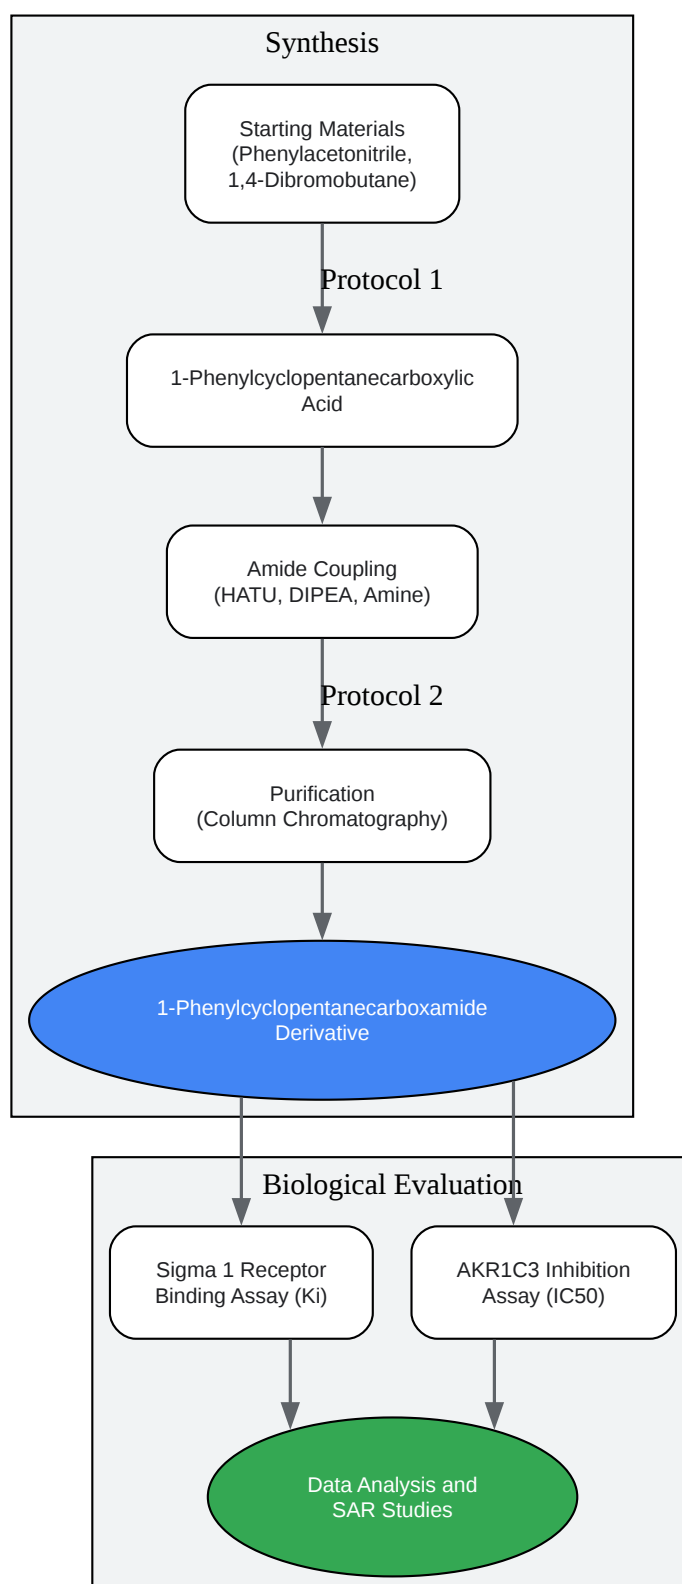 Synthesis
Starting Materials
(Phenylacetonitrile,
1,4-Dibromobutane)
Protocol 1
1-Phenylcyclopentanecarboxylic
Acid
Amide Coupling
(HATU, DIPEA, Amine)
Protocol 2
Purification
(Column Chromatography)
1-Phenylcyclopentanecarboxamide
Derivative
Biological Evaluation
Sigma 1 Receptor
Binding Assay (Ki)
AKR1C3 Inhibition
Assay (IC50)
Data Analysis and
SAR Studies